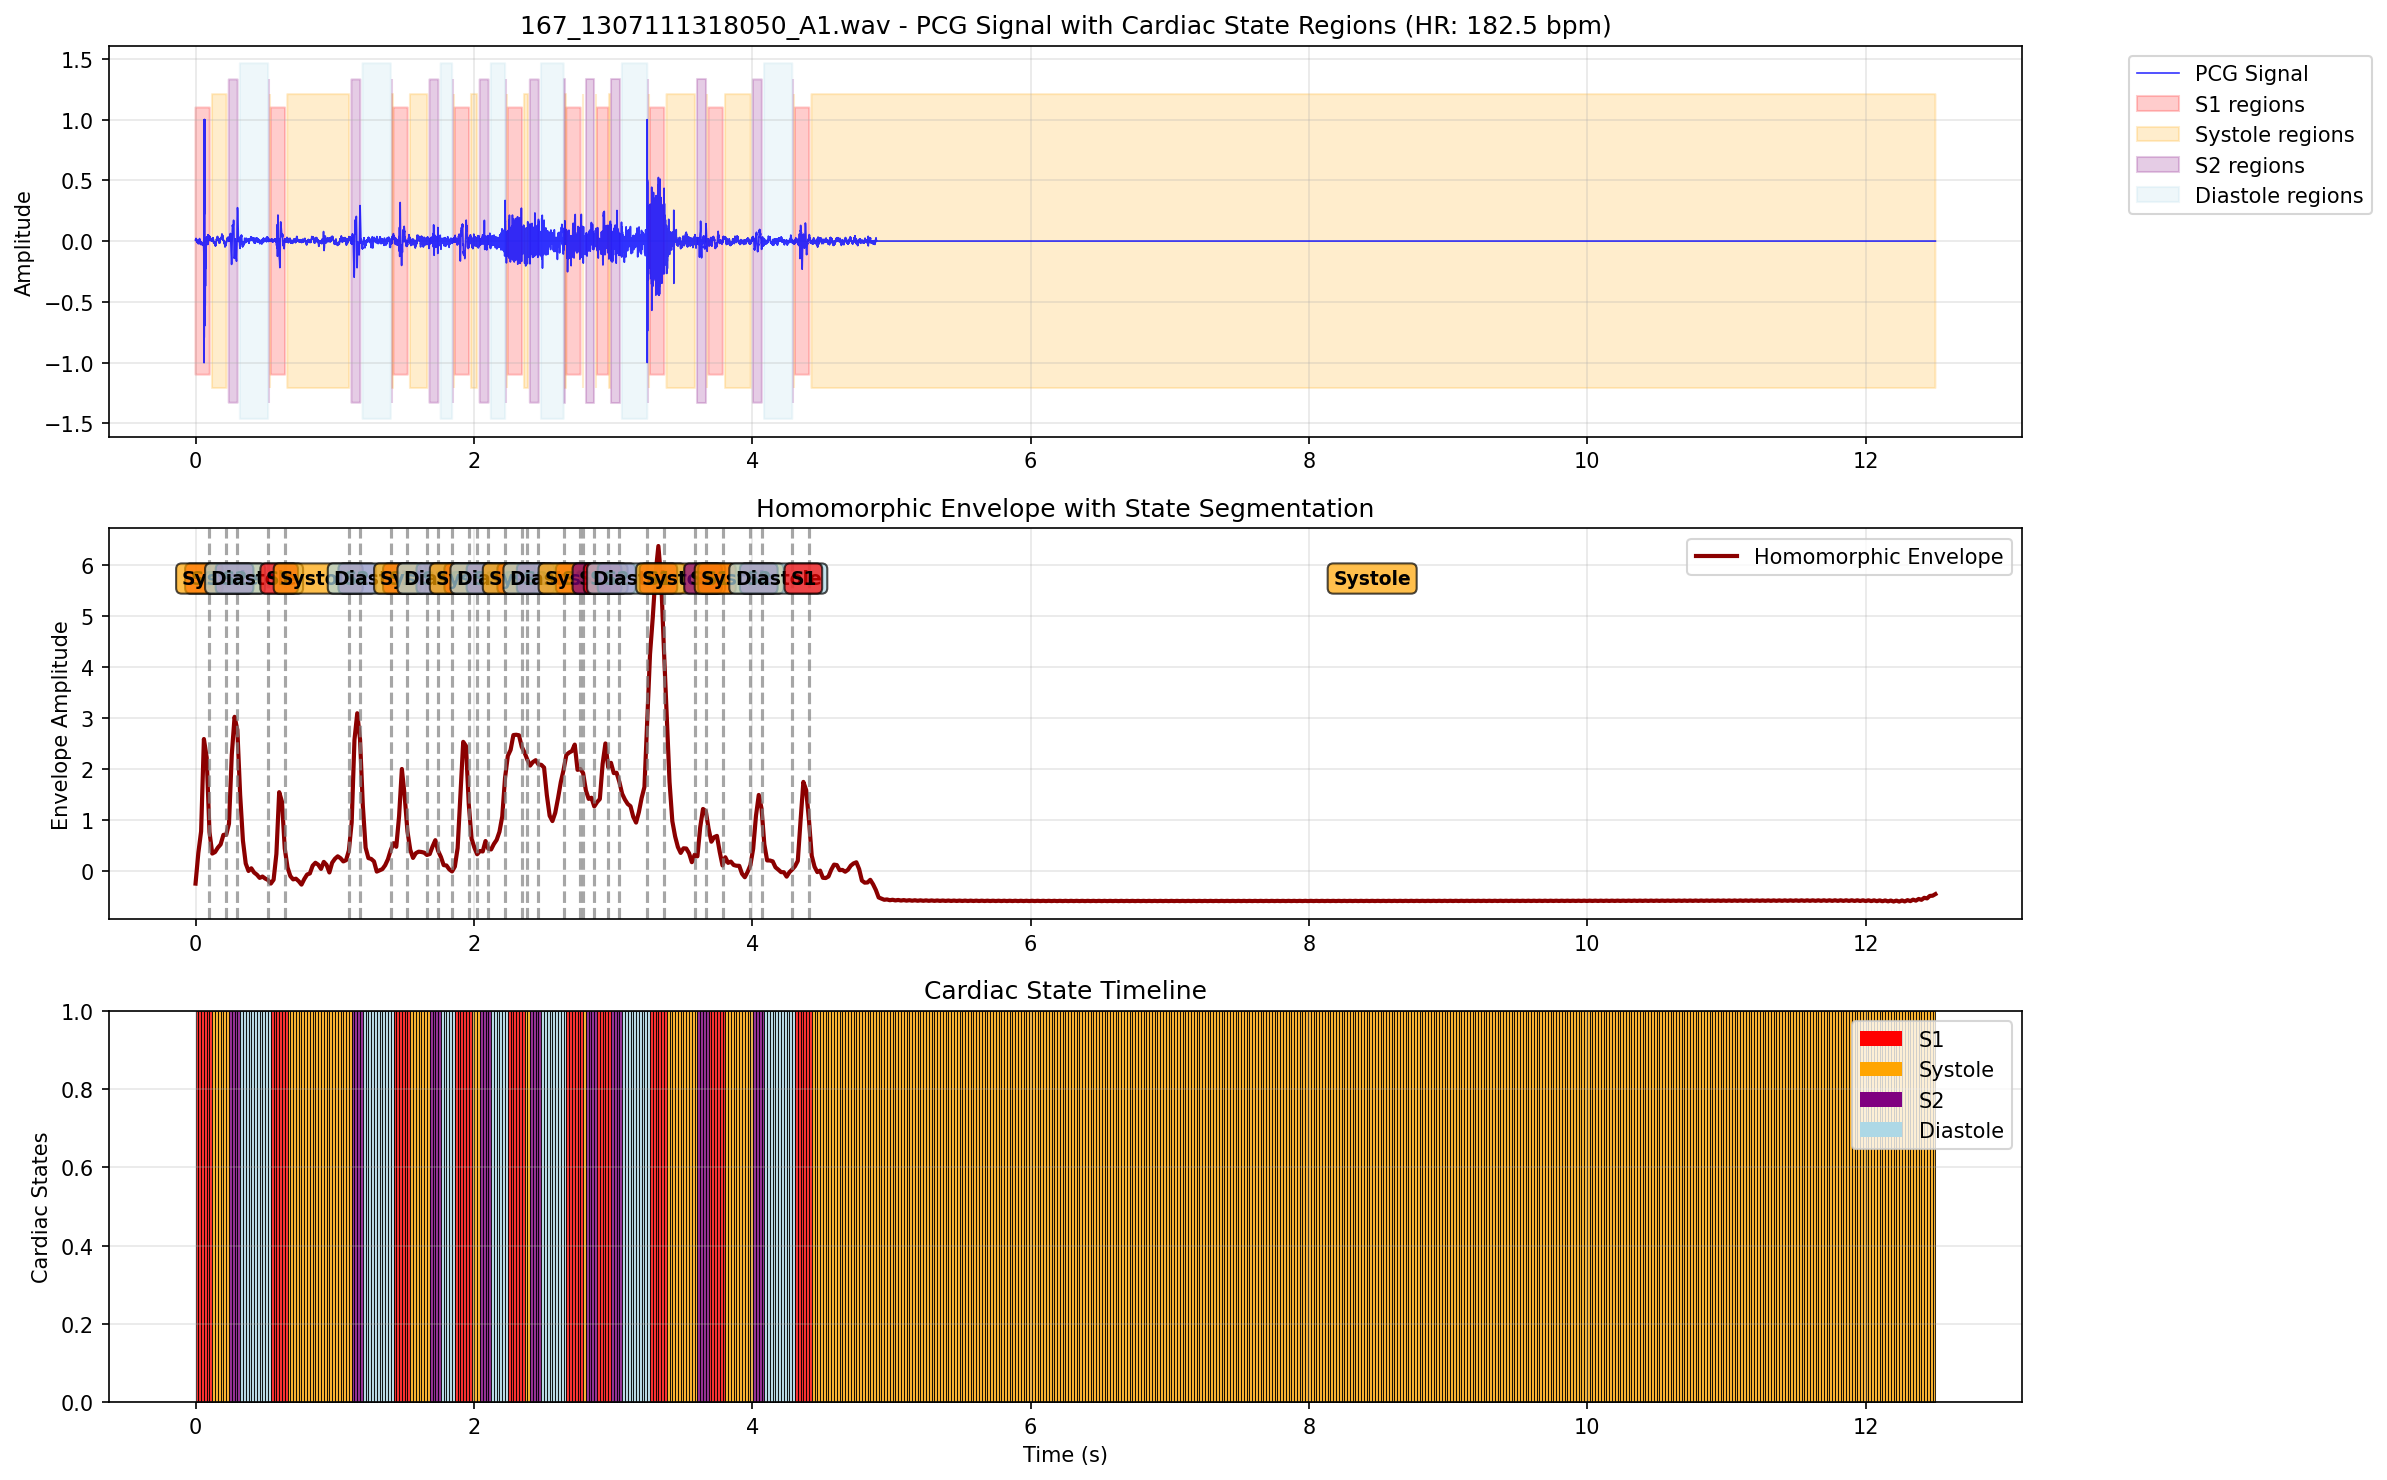 167_1307111318050_A1.wav - PCG Signal with Cardiac State Regions (HR: 182.5 bpm)
Amplitude
1.5
1.0
0.5
0.0
−0.5
−1.0
−1.5
0 2 4 6 8 10 12
PCG Signal
S1 regions
Systole regions
S2 regions
Diastole regions
Homomorphic Envelope with State Segmentation
Envelope Amplitude
6
5
4
3
2
1
0
Homomorphic Envelope
S1
Systole
0 2 4 6 8 10 12
Cardiac State Timeline
Cardiac States
1.0
0.8
0.6
0.4
0.2
0.0
S1
Systole
S2
Diastole
0 2 4 6 8 10 12
Time (s)